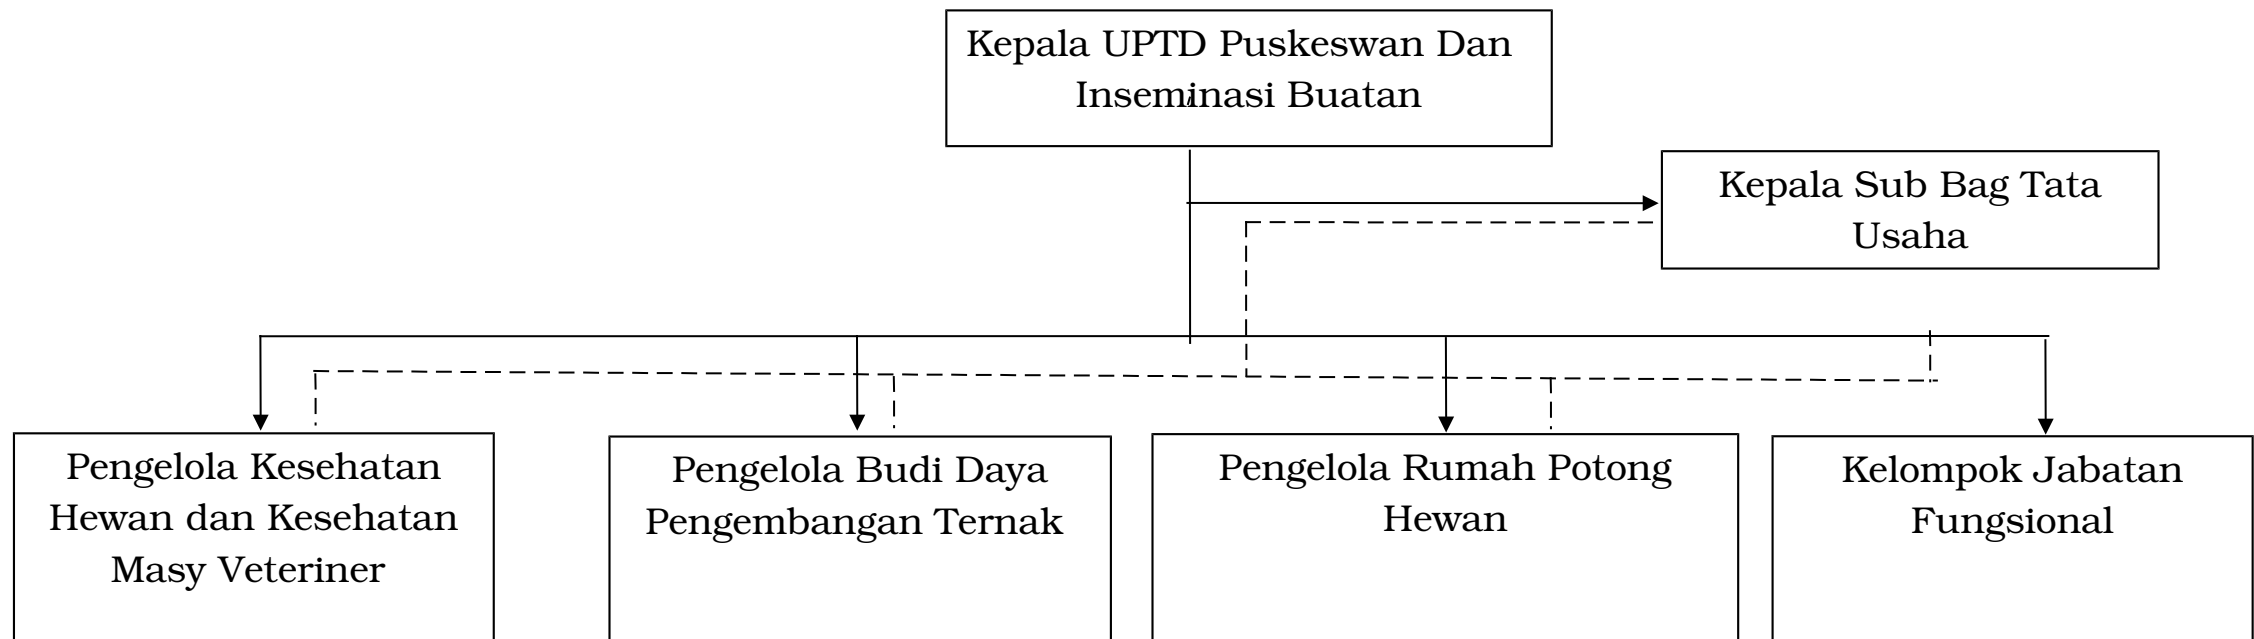 Kepala UPTD Puskeswan Dan
Inseminasi Buatan
Kepala Sub Bag Tata
Usaha
Pengelola Kesehatan
Hewan dan Kesehatan
Masy Veteriner
Pengelola Budi Daya
Pengembangan Ternak
Pengelola Rumah Potong
Hewan
Kelompok Jabatan
Fungsional